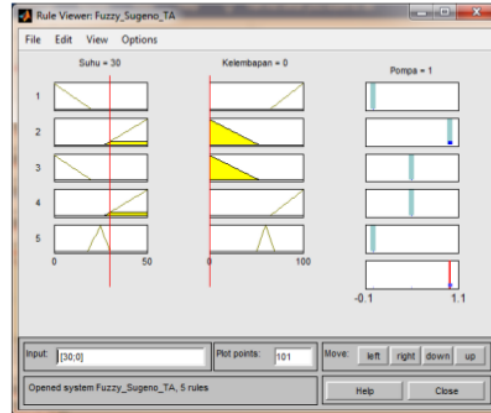 Rule Viewer: Fuzzy_Sugeno_TA
File Edit View Options
Suhu = 30 Kelembapan = 0 Pompa = 1
1
2
3
4
5
0 50 0 100
-0.1 1.1
Input: [30;0] Plot points: 101 Move: left right down up
Opened system Fuzzy_Sugeno_TA, 5 rules Help Close